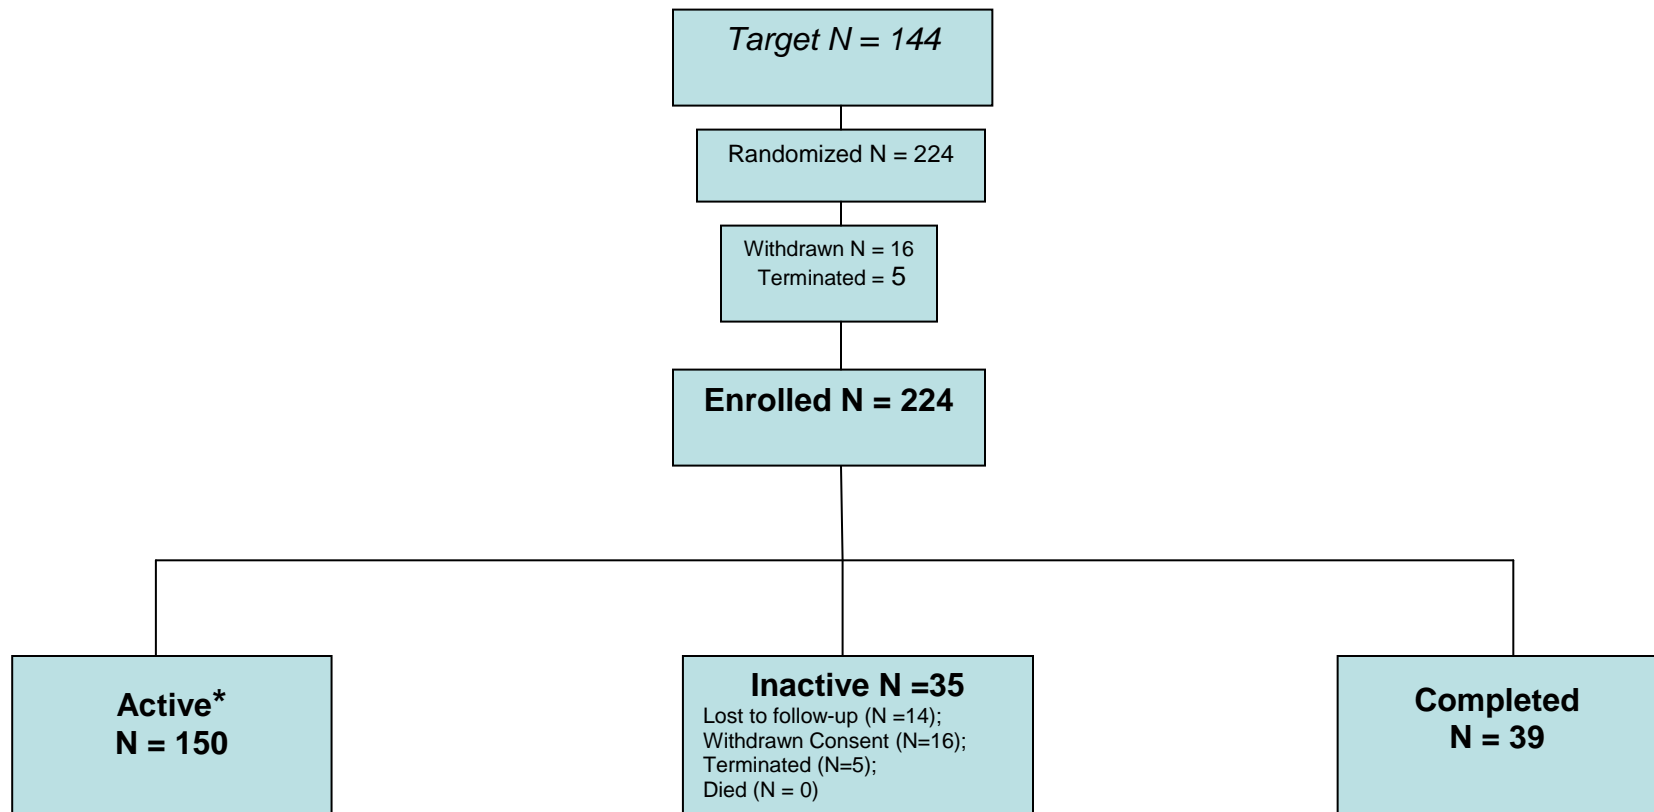 Target N = 144
Randomized N = 224
Withdrawn N = 16
Terminated = 5
Enrolled N = 224
Active*
N = 150
Inactive N =35
Lost to follow-up (N =14);
Withdrawn Consent (N=16);
Terminated (N=5);
Died (N = 0)
Completed
N = 39